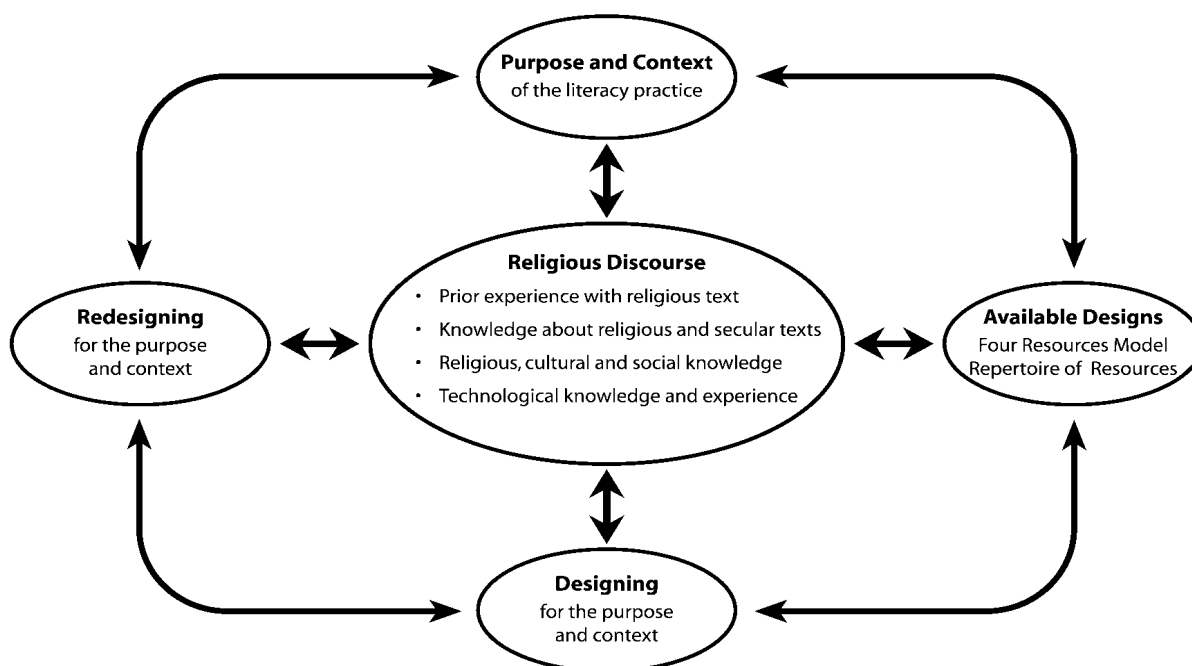 Purpose and Context
of the literacy practice
Religious Discourse
• Prior experience with religious text
• Knowledge about religious and secular texts
• Religious, cultural and social knowledge
• Technological knowledge and experience
Redesigning
for the purpose
and context
Available Designs
Four Resources Model
Repertoire of Resources
Designing
for the purpose
and context